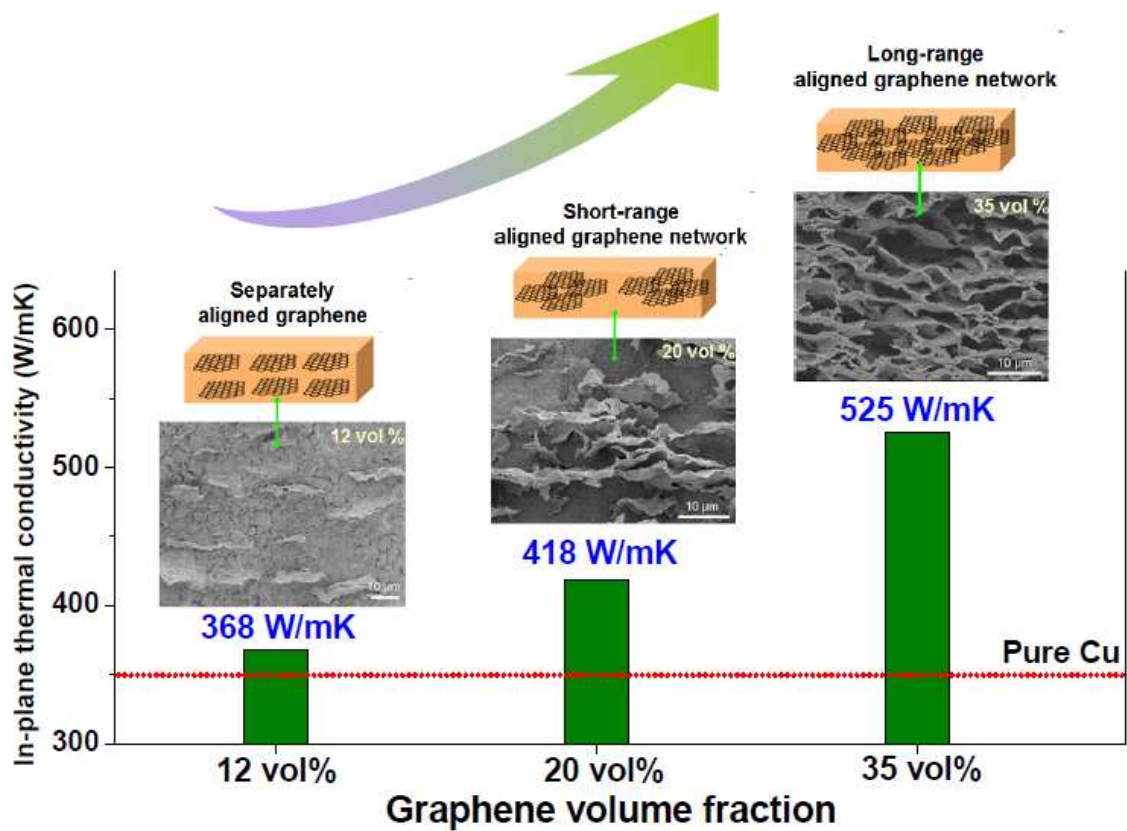 Long-range
aligned graphene network
35 vol %
10 µm
525 W/mK
Short-range
aligned graphene network
20 vol %
10 µm
418 W/mK
Separately
aligned graphene
12 vol %
10 µm
368 W/mK
Pure Cu
In-plane thermal conductivity (W/mK)
600
500
400
300
12 vol%
20 vol%
35 vol%
Graphene volume fraction